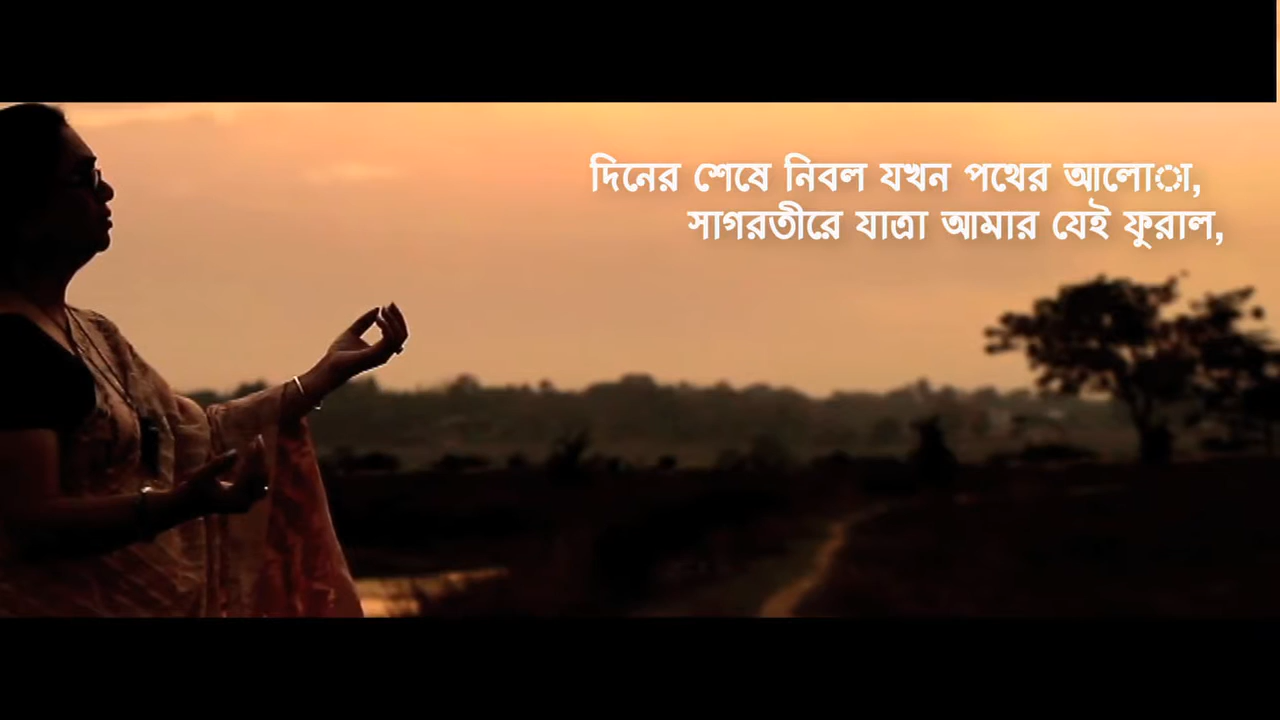 দিনের শেষে নিবল যখন পথের আলোা,
সাগরতীরে যাত্রা আমার যেই ফুরাল,